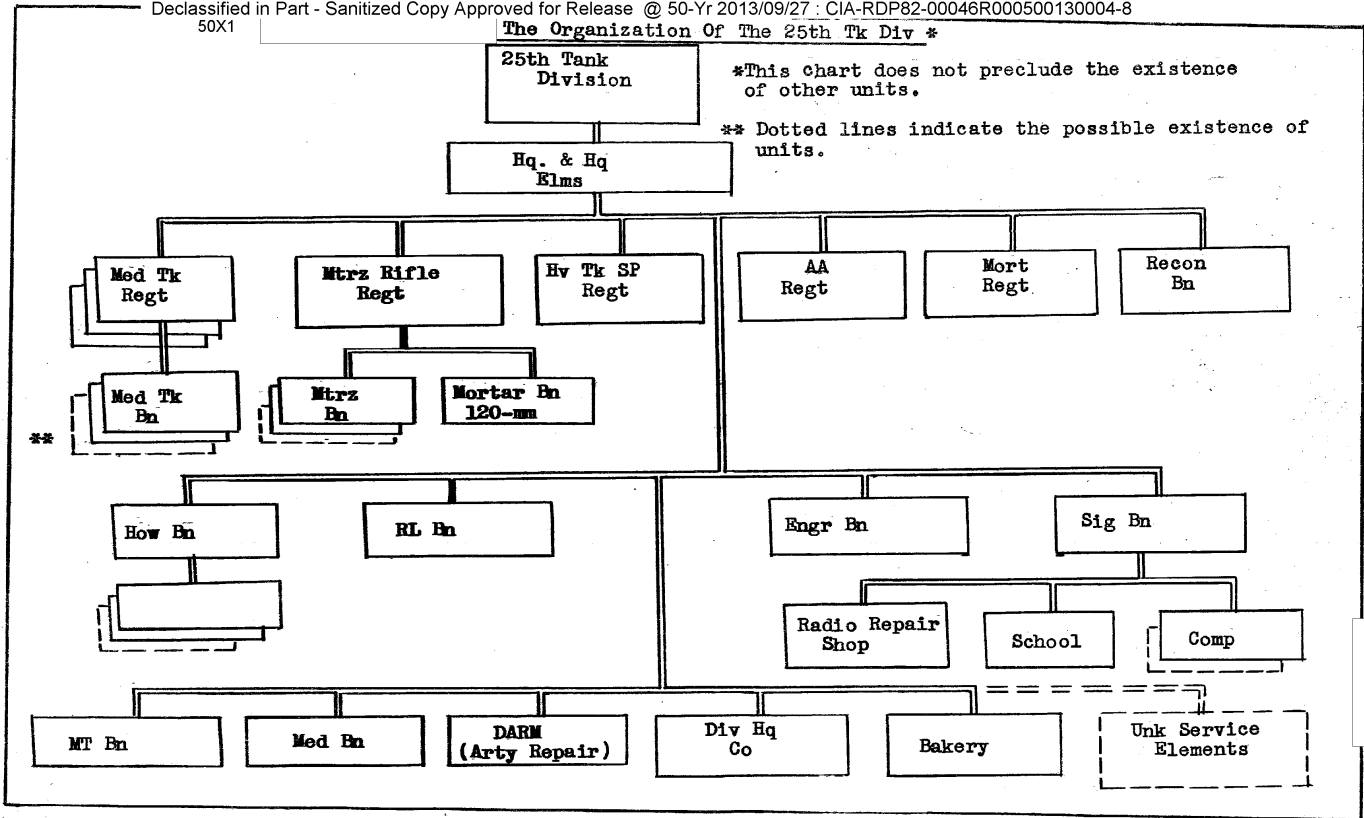 Declassified in Part - Sanitized Copy Approved for Release @ 50-Yr 2013/09/27 : CIA-RDP82-00046R000500130004-8
50X1
The Organization Of The 25th Tk Div *
25th Tank
Division
*This chart does not preclude the existence
of other units.
** Dotted lines indicate the possible existence of
units.
Hq. & Hq
Elms
Med Tk
Regt
Mtrz Rifle
Regt
Hv Tk SP
Regt
AA
Regt
Mort
Regt
Recon
Bn
Med Tk
Bn
Mtrz
Bn
Mortar Bn
120-mm
**
How Bn
RL Bn
Engr Bn
Sig Bn
Radio Repair
Shop
School
Comp
MT Bn
Med Bn
DARM
(Arty Repair)
Div Hq
Co
Bakery
Unk Service
Elements